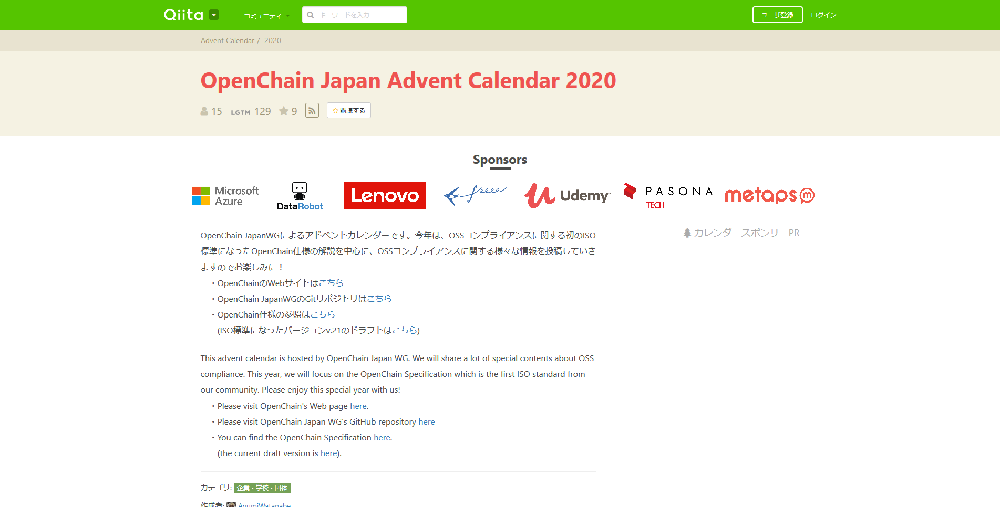 Qiita
コミュニティ
キーワードを入力
ユーザ登録
ログイン
Advent Calendar / 2020
OpenChain Japan Advent Calendar 2020
15 LGTM 129 9 購読する
Sponsors
Microsoft Azure
DataRobot
Lenovo
freee
Udemy
PASONA TECH
metaps m
OpenChain JapanWGによるアドベントカレンダーです。今年は、OSSコンプライアンスに関する初のISO
標準になったOpenChain仕様の解説を中心に、OSSコンプライアンスに関する様々な情報を投稿していき
ますのでお楽しみに！
・OpenChainのWebサイトはこちら
・OpenChain JapanWGのGitリポジトリはこちら
・OpenChain仕様の参照はこちら
(ISO標準になったバージョンv.21のドラフトはこちら)
カレンダースポンサーPR
This advent calendar is hosted by OpenChain Japan WG. We will share a lot of special contents about OSS
compliance. This year, we will focus on the OpenChain Specification which is the first ISO standard from
our community. Please enjoy this special year with us!
・Please visit OpenChain's Web page here.
・Please visit OpenChain Japan WG's GitHub repository here
・You can find the OpenChain Specification here.
(the current draft version is here).
カテゴリ: 企業・学校・団体
作成者: AyumiWatanabe